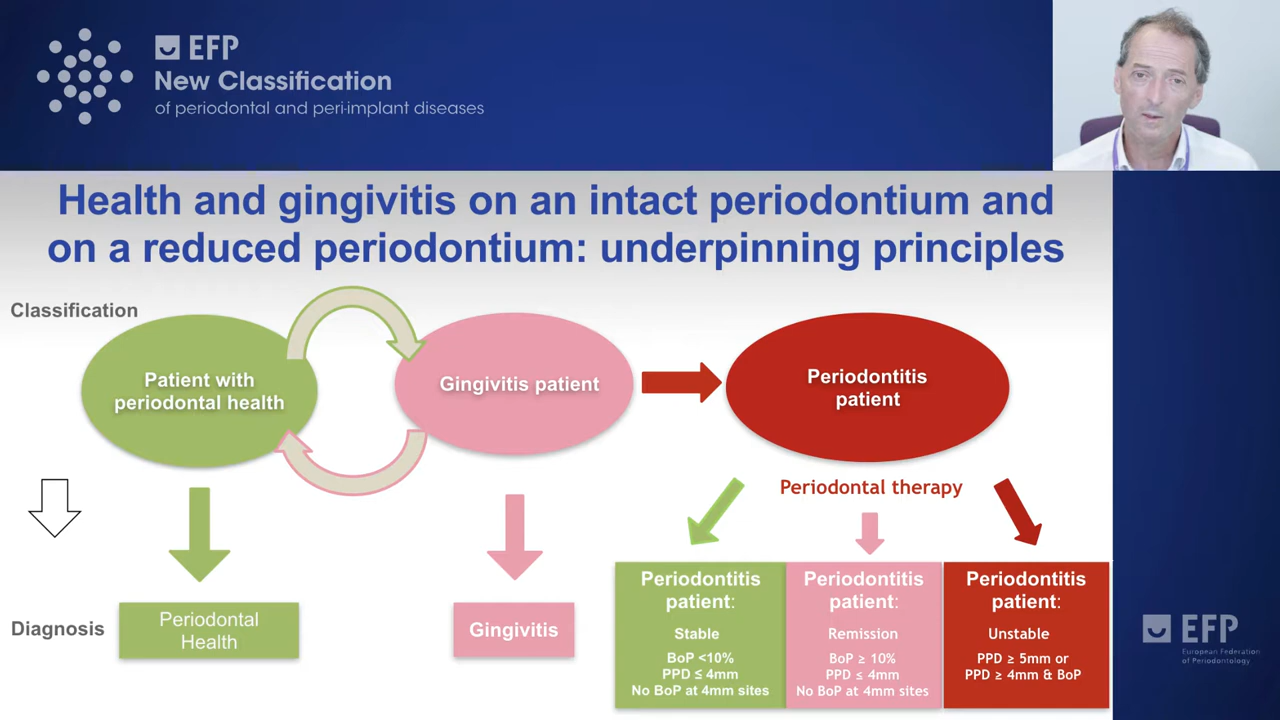 EFP
New Classification
of periodontal and peri-implant diseases
Health and gingivitis on an intact periodontium and
on a reduced periodontium: underpinning principles
Classification
Patient with
periodontal health
Gingivitis patient
Periodontitis
patient
Periodontal therapy
Diagnosis
Periodontal
Health
Gingivitis
Periodontitis
patient:
Stable
BoP <10%
PPD ≤ 4mm
No BoP at 4mm sites
Periodontitis
patient:
Remission
BoP ≥ 10%
PPD ≤ 4mm
No BoP at 4mm sites
Periodontitis
patient:
Unstable
PPD ≥ 5mm or
PPD ≥ 4mm & BoP
EFP
European Federation
of Periodontology